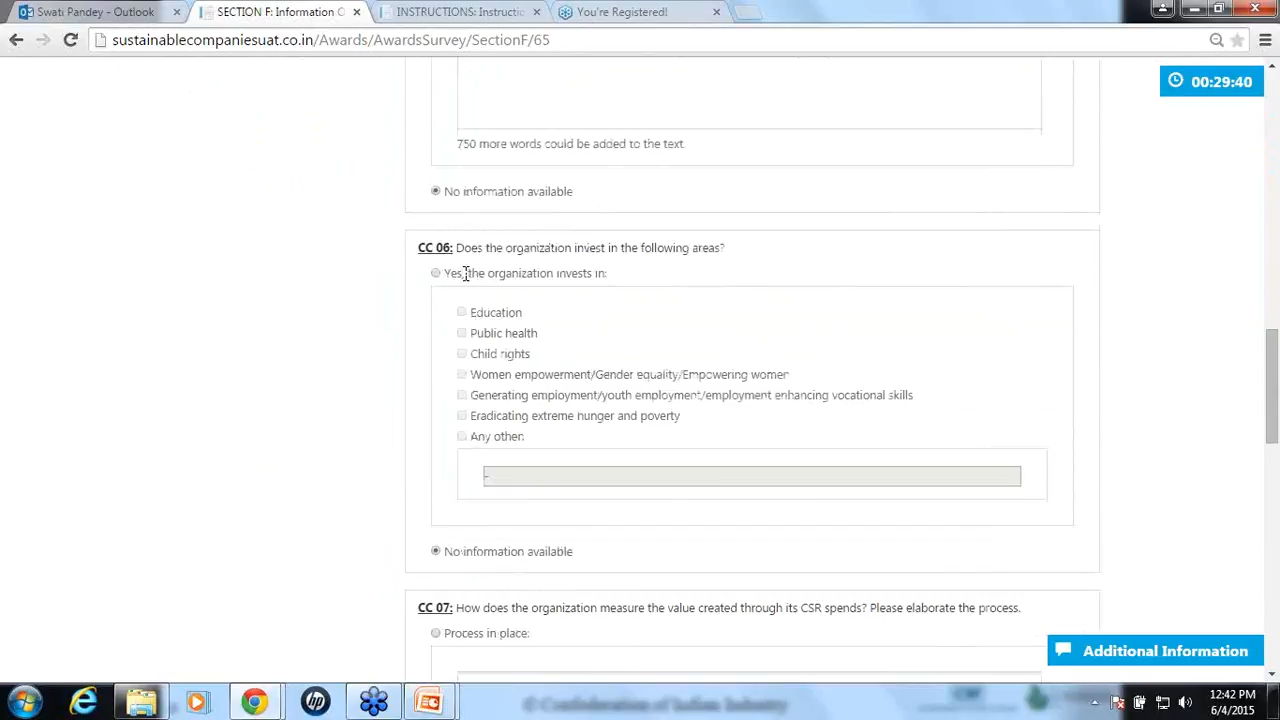 Swati Pandey - Outlook
SECTION F: Information C
INSTRUCTIONS: Instructic
You're Registered!
sustainablecompaniesuat.co.in/Awards/AwardsSurvey/SectionF/65
00:29:40
750 more words could be added to the text.
No information available
CC 06: Does the organization invest in the following areas?
Yes, the organization invests in:
Education
Public health
Child rights
Women empowerment/Gender equality/Empowering women
Generating employment/youth employment/employment enhancing vocational skills
Eradicating extreme hunger and poverty
Any other:
-
No information available
CC 07: How does the organization measure the value created through its CSR spends? Please elaborate the process.
Process in place:
Additional Information
12:42 PM
6/4/2015